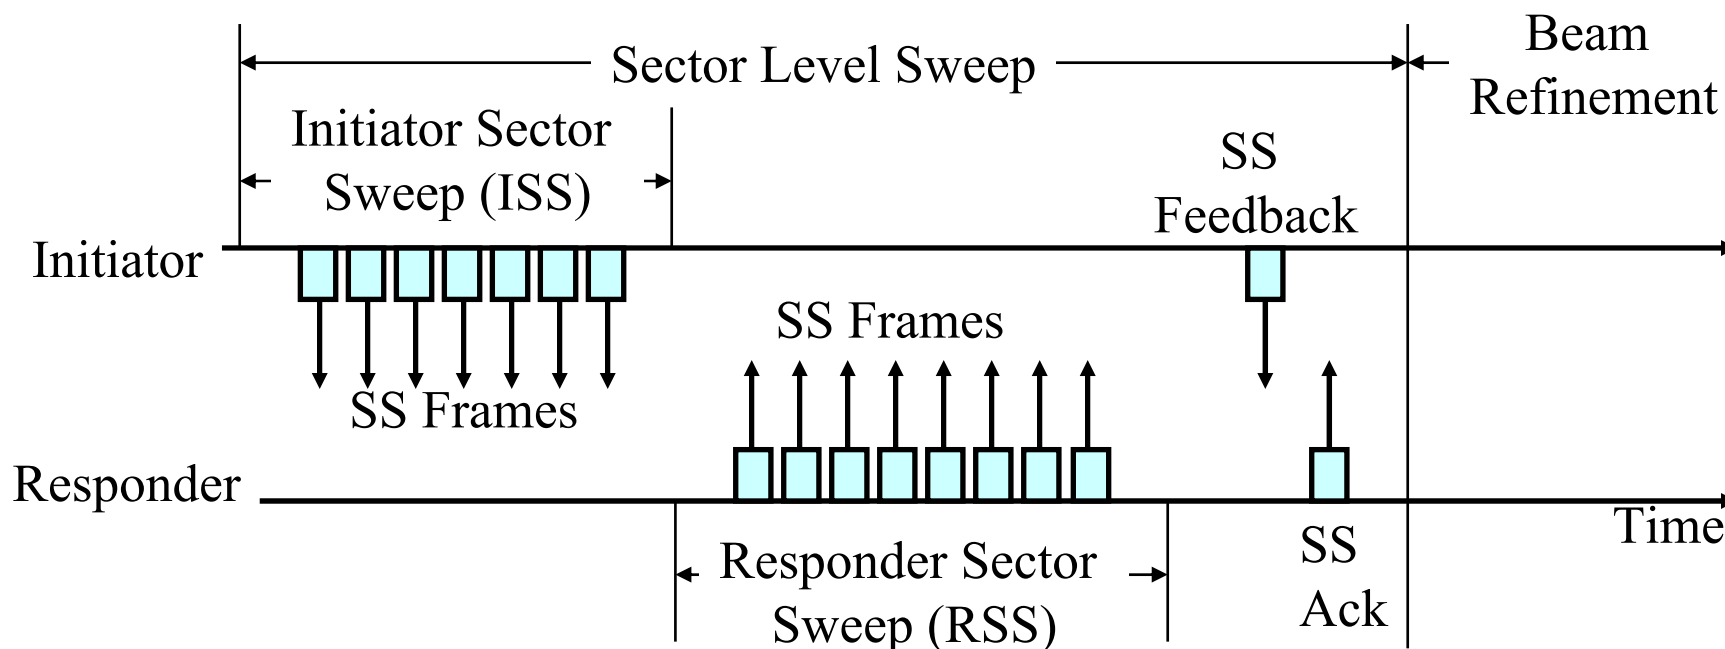 Beam
Refinement
Sector Level Sweep
Initiator Sector
Sweep (ISS)
SS
Feedback
Initiator
SS Frames
SS Frames
Responder
Time
Responder Sector
Sweep (RSS)
SS
Ack